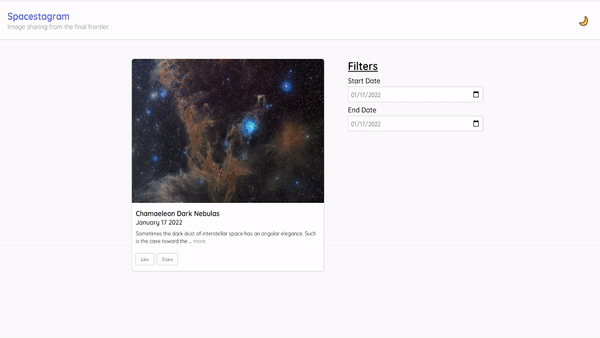 Spacestagram
Image sharing from the final frontier
Chamaeleon Dark Nebulas
January 17 2022
Sometimes the dark dust of interstellar space has an angular elegance. Such
is the case toward the ... more
Like
Share
Filters
Start Date
01/17/2022
End Date
01/17/2022